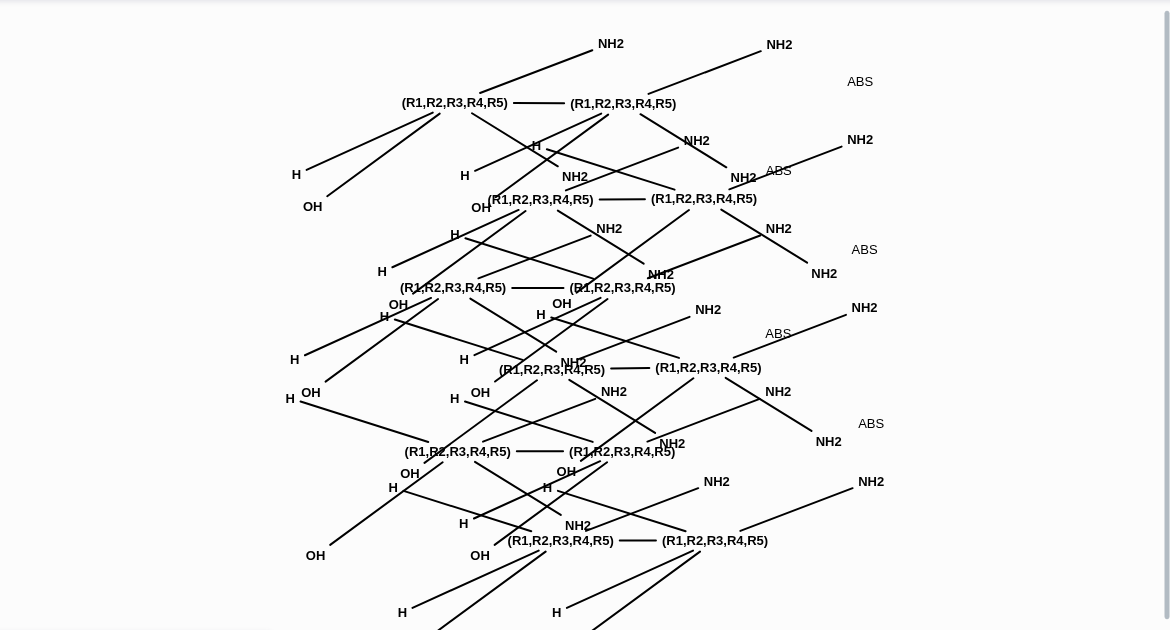 NH2 NH2
ABS
(R1,R2,R3,R4,R5) (R1,R2,R3,R4,R5)
NH2 NH2
H
ABS
H H NH2 NH2
OH OH
(R1,R2,R3,R4,R5) (R1,R2,R3,R4,R5)
H NH2 NH2
ABS
H NH2 NH2
(R1,R2,R3,R4,R5) (R1,R2,R3,R4,R5)
OH OH
H H NH2 NH2
ABS
H H NH2
(R1,R2,R3,R4,R5) (R1,R2,R3,R4,R5)
OH OH NH2 NH2
H H
ABS
NH2 NH2
(R1,R2,R3,R4,R5) (R1,R2,R3,R4,R5)
OH OH
H H NH2 NH2
H NH2
(R1,R2,R3,R4,R5) (R1,R2,R3,R4,R5)
OH OH
H H